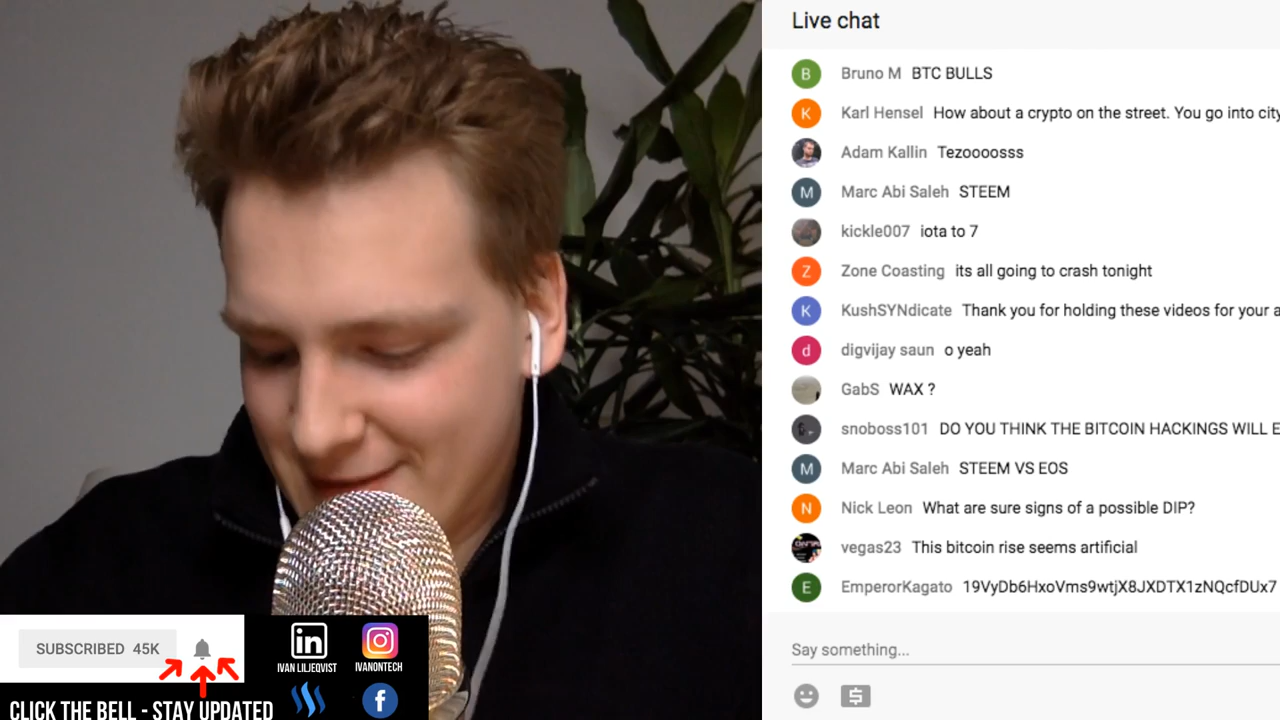 Live chat
B Bruno M BTC BULLS
K Karl Hensel How about a crypto on the street. You go into city
Adam Kallin Tezoooosss
M Marc Abi Saleh STEEM
kickle007 iota to 7
Z Zone Coasting its all going to crash tonight
K KushSYNdicate Thank you for holding these videos for your a
d digvijay saun o yeah
GabS WAX ?
snoboss101 DO YOU THINK THE BITCOIN HACKINGS WILL E
M Marc Abi Saleh STEEM VS EOS
N Nick Leon What are sure signs of a possible DIP?
vegas23 This bitcoin rise seems artificial
E EmperorKagato 19VyDb6HxoVms9wtjX8JXDTX1zNQcfDUx7
Say something...
SUBSCRIBED 45K
CLICK THE BELL - STAY UPDATED
in
IVAN LILJEQVIST
IVANONTECH
f